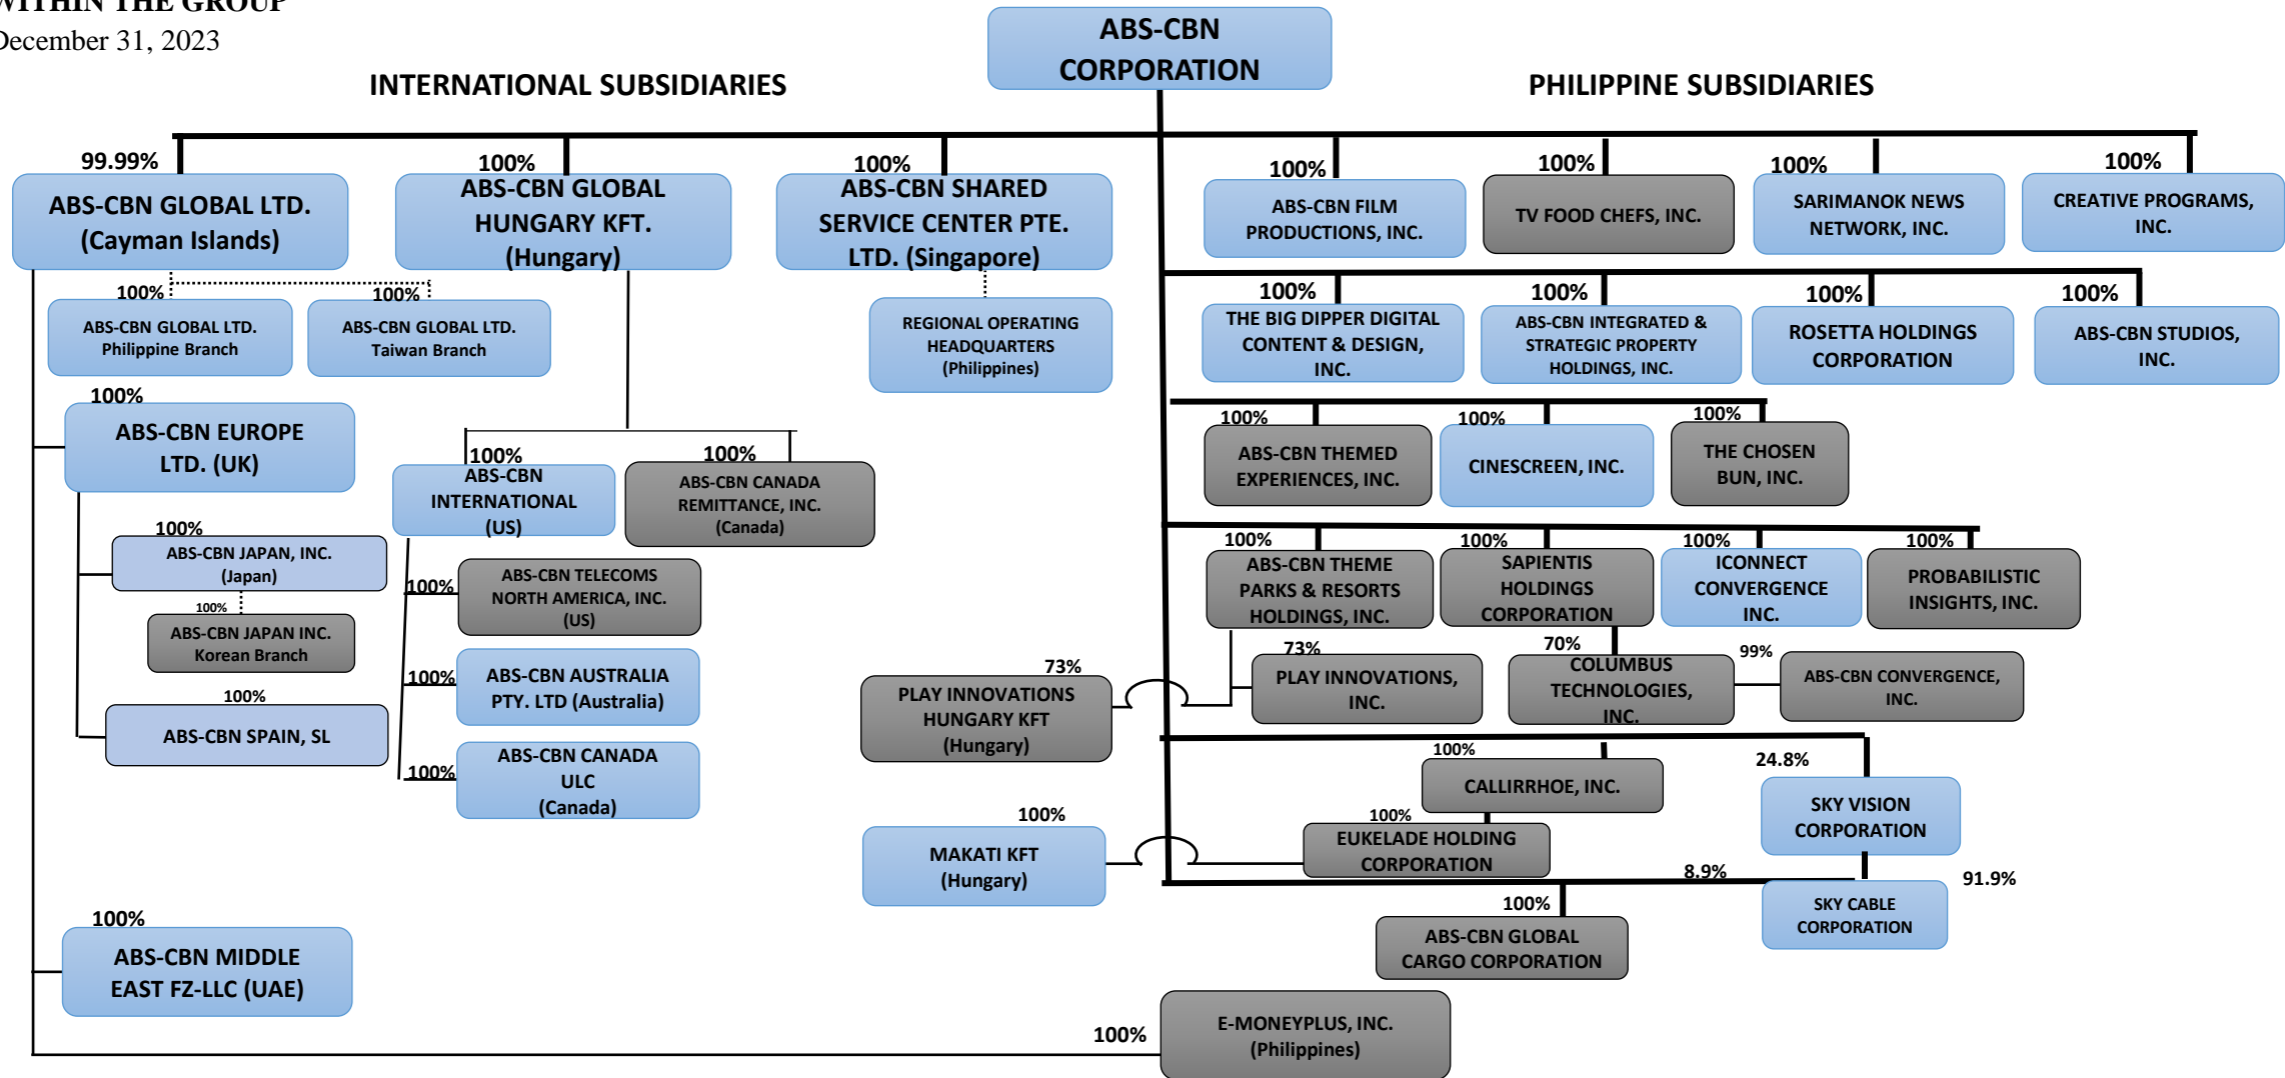 WITHIN THE GROUP
December 31, 2023
ABS-CBN
CORPORATION
INTERNATIONAL SUBSIDIARIES
PHILIPPINE SUBSIDIARIES
99.99%
ABS-CBN GLOBAL LTD.
(Cayman Islands)
100%
ABS-CBN GLOBAL
HUNGARY KFT.
(Hungary)
100%
ABS-CBN SHARED
SERVICE CENTER PTE.
LTD. (Singapore)
100%
ABS-CBN FILM
PRODUCTIONS, INC.
100%
TV FOOD CHEFS, INC.
100%
SARIMANOK NEWS
NETWORK, INC.
100%
CREATIVE PROGRAMS,
INC.
100%
ABS-CBN GLOBAL LTD.
Philippine Branch
100%
ABS-CBN GLOBAL LTD.
Taiwan Branch
REGIONAL OPERATING
HEADQUARTERS
(Philippines)
100%
THE BIG DIPPER DIGITAL
CONTENT & DESIGN,
INC.
100%
ABS-CBN INTEGRATED &
STRATEGIC PROPERTY
HOLDINGS, INC.
100%
ROSETTA HOLDINGS
CORPORATION
100%
ABS-CBN STUDIOS,
INC.
100%
ABS-CBN EUROPE
LTD. (UK)
100%
ABS-CBN
INTERNATIONAL
(US)
100%
ABS-CBN CANADA
REMITTANCE, INC.
(Canada)
100%
ABS-CBN THEMED
EXPERIENCES, INC.
100%
CINESCREEN, INC.
100%
THE CHOSEN
BUN, INC.
100%
ABS-CBN JAPAN, INC.
(Japan)
100%
ABS-CBN JAPAN INC.
Korean Branch
100%
ABS-CBN SPAIN, SL
100%
ABS-CBN TELECOMS
NORTH AMERICA, INC.
(US)
100%
ABS-CBN AUSTRALIA
PTY. LTD (Australia)
100%
ABS-CBN CANADA
ULC
(Canada)
100%
ABS-CBN THEME
PARKS & RESORTS
HOLDINGS, INC.
100%
SAPIENTIS
HOLDINGS
CORPORATION
100%
ICONNECT
CONVERGENCE
INC.
100%
PROBABILISTIC
INSIGHTS, INC.
73%
PLAY INNOVATIONS
HUNGARY KFT
(Hungary)
73%
PLAY INNOVATIONS,
INC.
70%
COLUMBUS
TECHNOLOGIES,
INC.
99%
ABS-CBN CONVERGENCE,
INC.
100%
CALLIRRHOE, INC.
24.8%
SKY VISION
CORPORATION
100%
MAKATI KFT
(Hungary)
100%
EUKELADE HOLDING
CORPORATION
8.9%
91.9%
SKY CABLE
CORPORATION
100%
ABS-CBN GLOBAL
CARGO CORPORATION
100%
ABS-CBN MIDDLE
EAST FZ-LLC (UAE)
100%
E-MONEYPLUS, INC.
(Philippines)